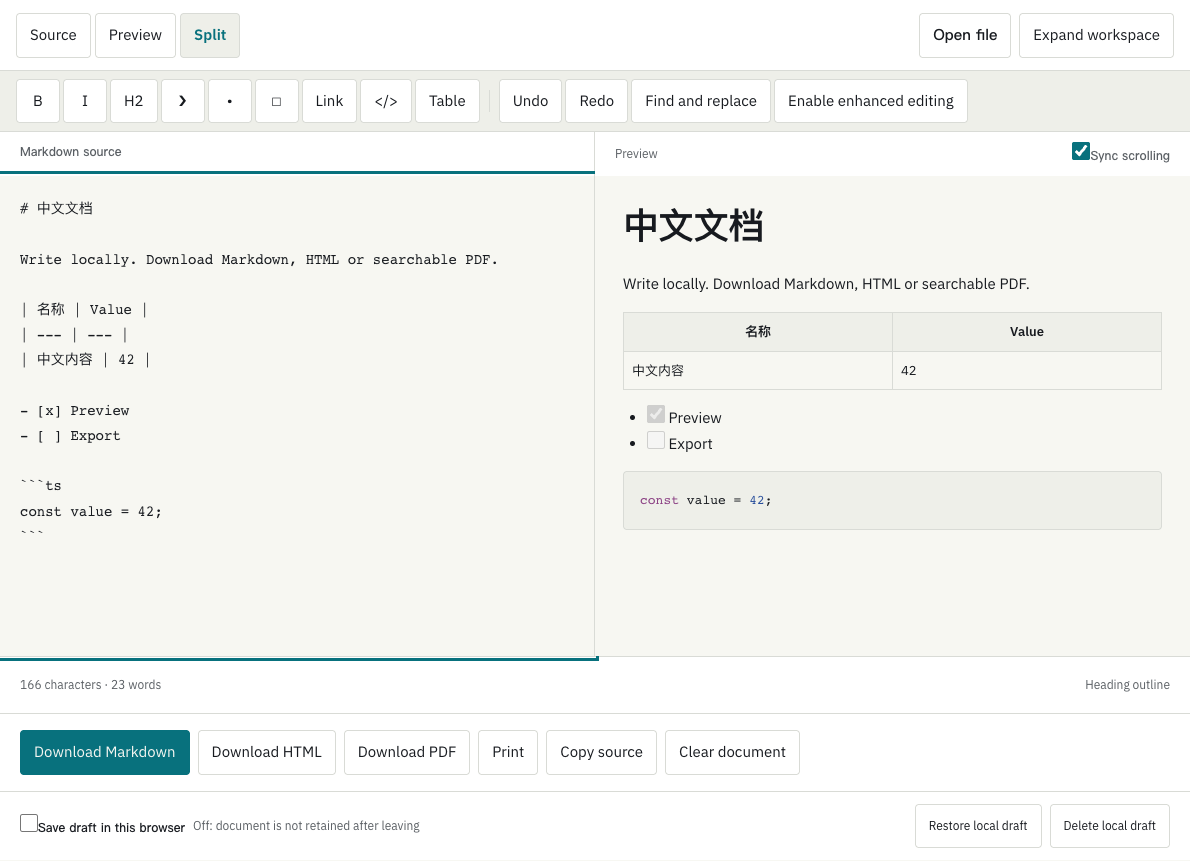 Source Preview Split Open file Expand workspace
B I H2 ❯ • □ Link </> Table Undo Redo Find and replace Enable enhanced editing
Markdown source
# 中文文档
Write locally. Download Markdown, HTML or searchable PDF.
| 名称 | Value |
| --- | --- |
| 中文内容 | 42 |
- [x] Preview
- [ ] Export
```ts
const value = 42;
```
Preview Sync scrolling
中文文档
Write locally. Download Markdown, HTML or searchable PDF.
名称 Value
中文内容 42
• Preview
• Export
const value = 42;
166 characters · 23 words Heading outline
Download Markdown Download HTML Download PDF Print Copy source Clear document
Save draft in this browser Off: document is not retained after leaving Restore local draft Delete local draft